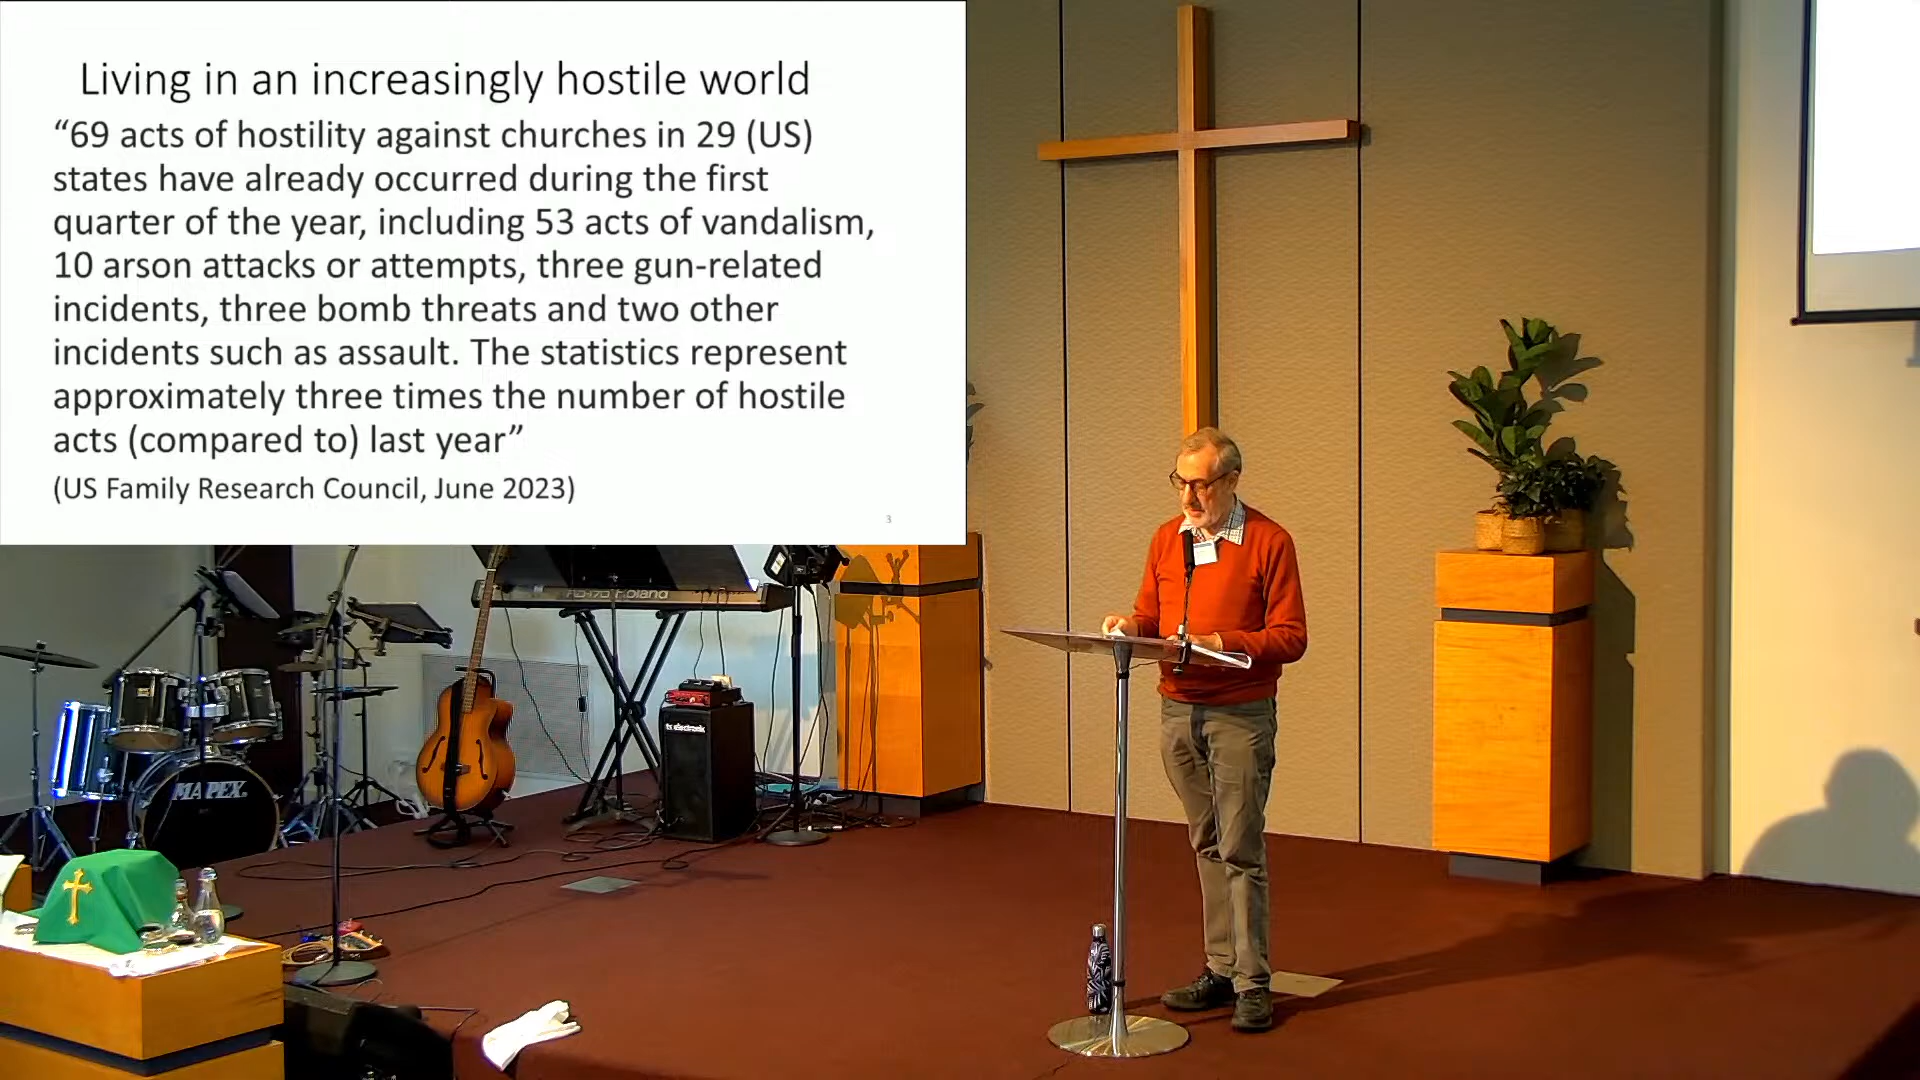 Living in an increasingly hostile world
“69 acts of hostility against churches in 29 (US)
states have already occurred during the first
quarter of the year, including 53 acts of vandalism,
10 arson attacks or attempts, three gun-related
incidents, three bomb threats and two other
incidents such as assault. The statistics represent
approximately three times the number of hostile
acts (compared to) last year”
(US Family Research Council, June 2023)
3
Roland
tc electronic
MAPEX